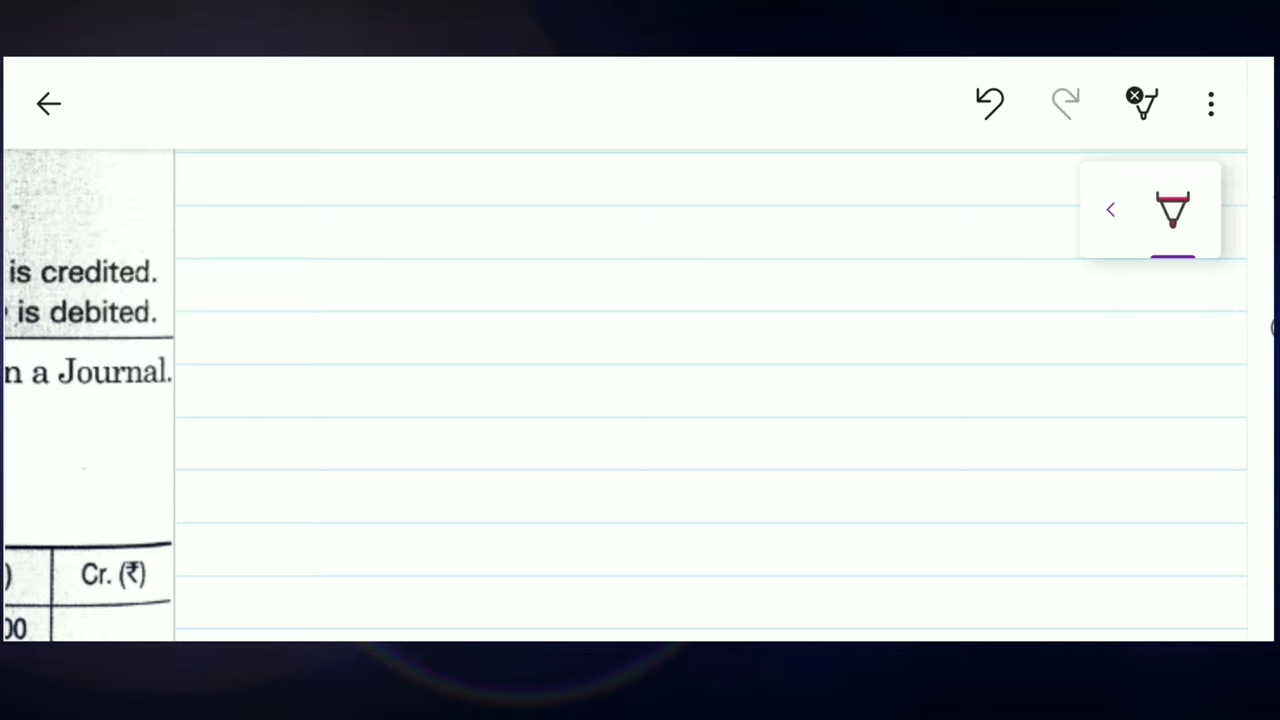 is credited.
is debited.
n a Journal.
) Cr. (₹)
00